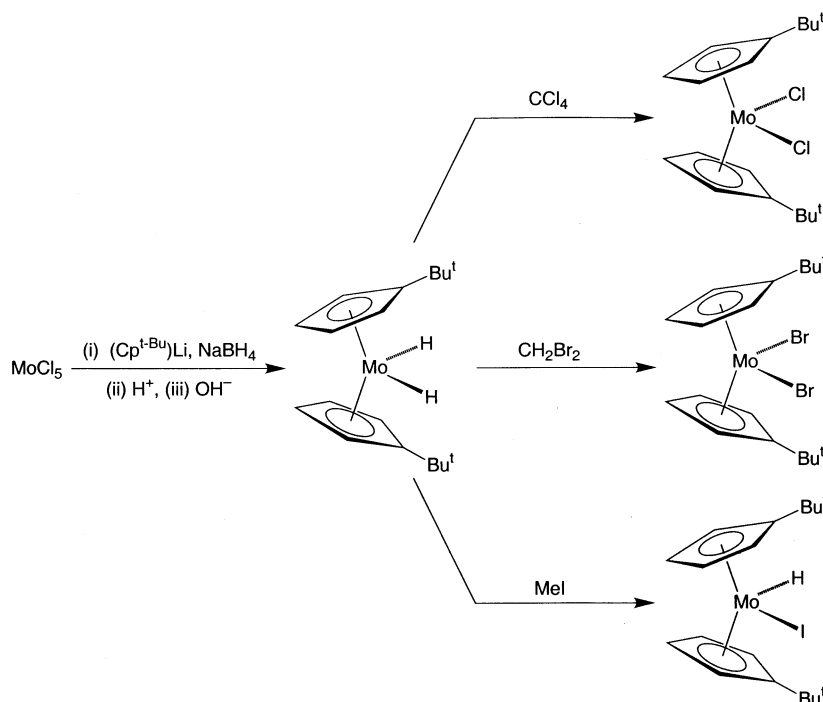 Bu^t
CCl₄
Cl
Mo
Cl
Bu^t
Bu^t
Bu
(i) (Cp^{t-Bu})Li, NaBH₄
H
CH₂Br₂
Br
MoCl₅
Mo
Mo
(ii) H⁺, (iii) OH⁻
H
Br
Bu^t
Bu^t
Bu
MeI
H
Mo
I
Bu^t